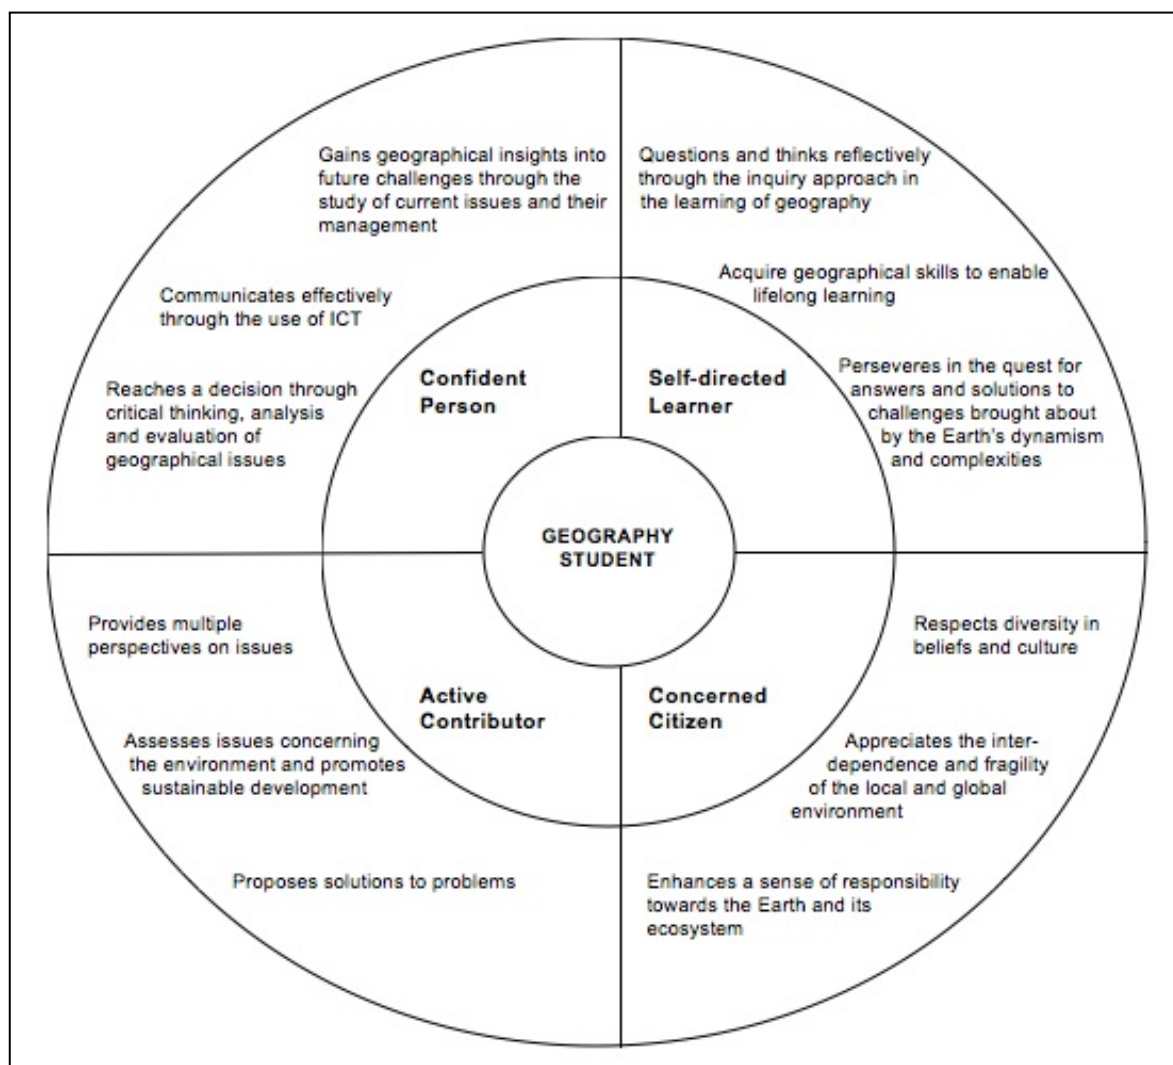 Gains geographical insights into
future challenges through the
study of current issues and their
management
Communicates effectively
through the use of ICT
Reaches a decision through
critical thinking, analysis
and evaluation of
geographical issues
Confident
Person
Questions and thinks reflectively
through the inquiry approach in
the learning of geography
Acquire geographical skills to enable
lifelong learning
Perseveres in the quest for
answers and solutions to
challenges brought about
by the Earth's dynamism
and complexities
Self-directed
Learner
GEOGRAPHY
STUDENT
Provides multiple
perspectives on issues
Assesses issues concerning
the environment and promotes
sustainable development
Proposes solutions to problems
Active
Contributor
Concerned
Citizen
Respects diversity in
beliefs and culture
Appreciates the inter-
dependence and fragility
of the local and global
environment
Enhances a sense of responsibility
towards the Earth and its
ecosystem